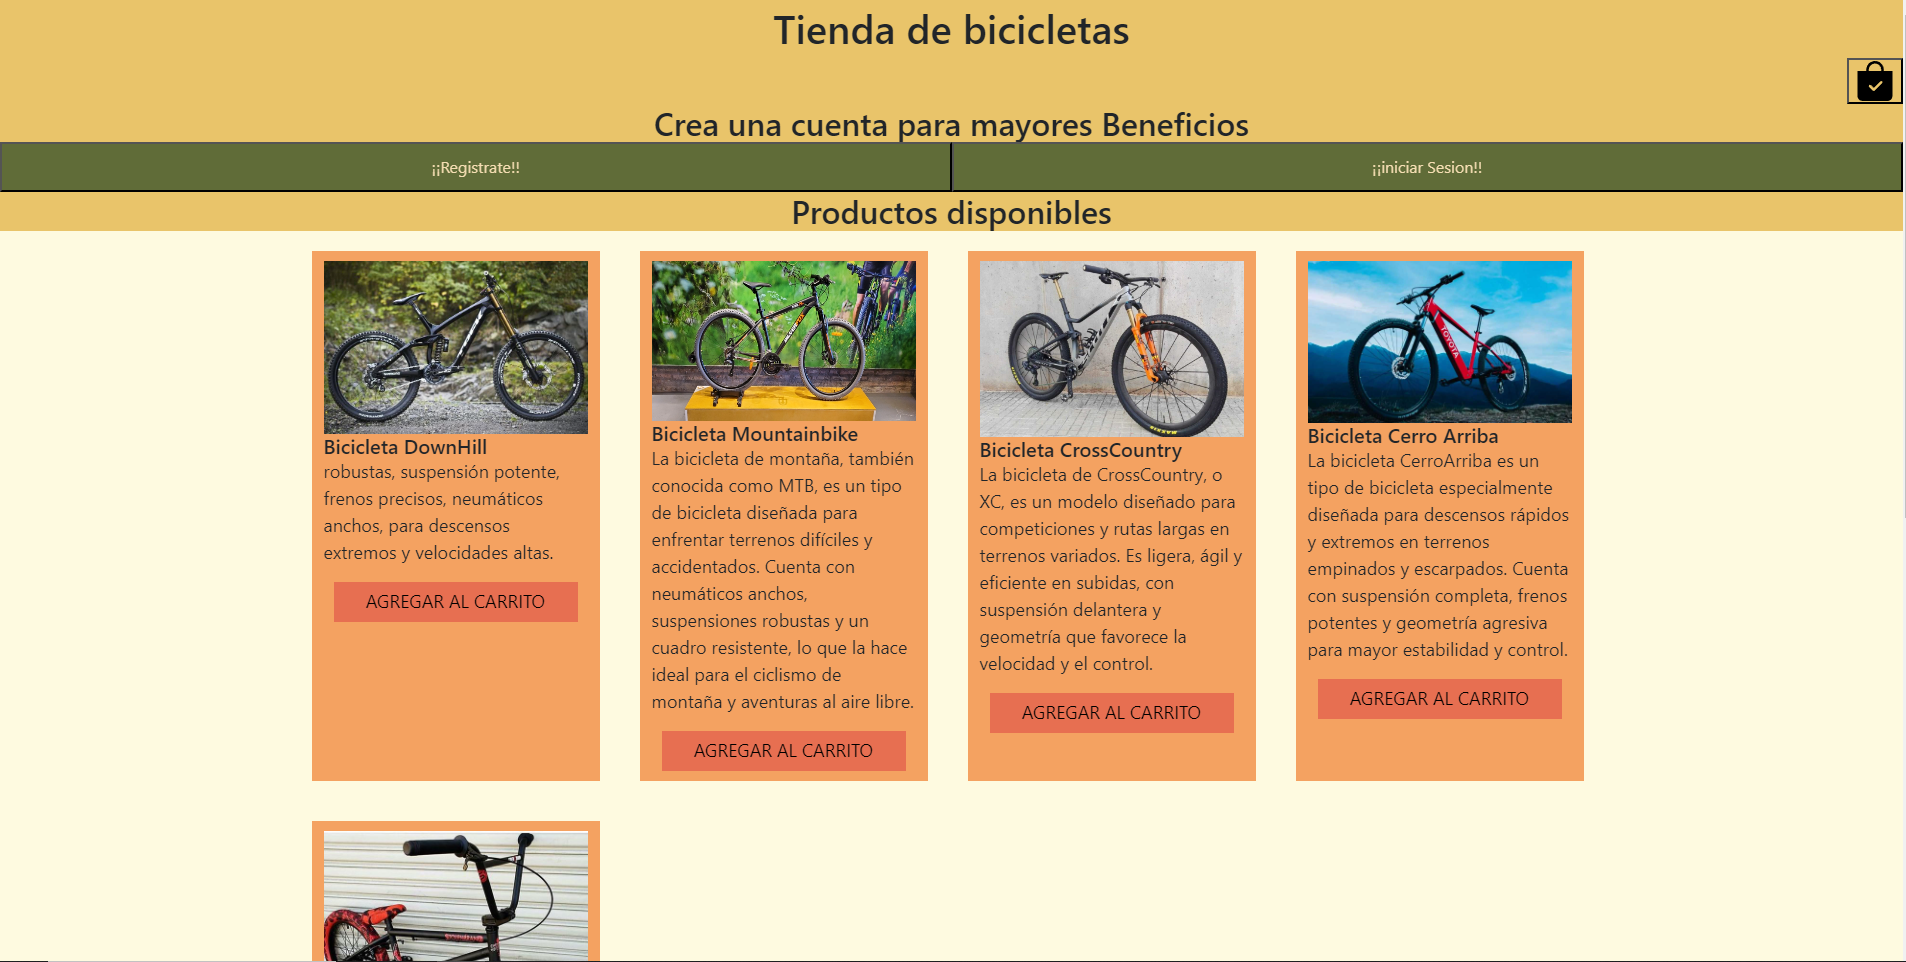 Tienda de bicicletas
Crea una cuenta para mayores Beneficios
¡¡Registrate!!
¡¡iniciar Sesion!!
Productos disponibles
Bicicleta DownHill
robustas, suspensión potente,
frenos precisos, neumáticos
anchos, para descensos
extremos y velocidades altas.
AGREGAR AL CARRITO
Bicicleta Mountainbike
La bicicleta de montaña, también
conocida como MTB, es un tipo
de bicicleta diseñada para
enfrentar terrenos difíciles y
accidentados. Cuenta con
neumáticos anchos,
suspensiones robustas y un
cuadro resistente, lo que la hace
ideal para el ciclismo de
montaña y aventuras al aire libre.
AGREGAR AL CARRITO
MAXXIS
Bicicleta CrossCountry
La bicicleta de CrossCountry, o
XC, es un modelo diseñado para
competiciones y rutas largas en
terrenos variados. Es ligera, ágil y
eficiente en subidas, con
suspensión delantera y
geometría que favorece la
velocidad y el control.
AGREGAR AL CARRITO
TOYOTA
Bicicleta Cerro Arriba
La bicicleta CerroArriba es un
tipo de bicicleta especialmente
diseñada para descensos rápidos
y extremos en terrenos
empinados y escarpados. Cuenta
con suspensión completa, frenos
potentes y geometría agresiva
para mayor estabilidad y control.
AGREGAR AL CARRITO